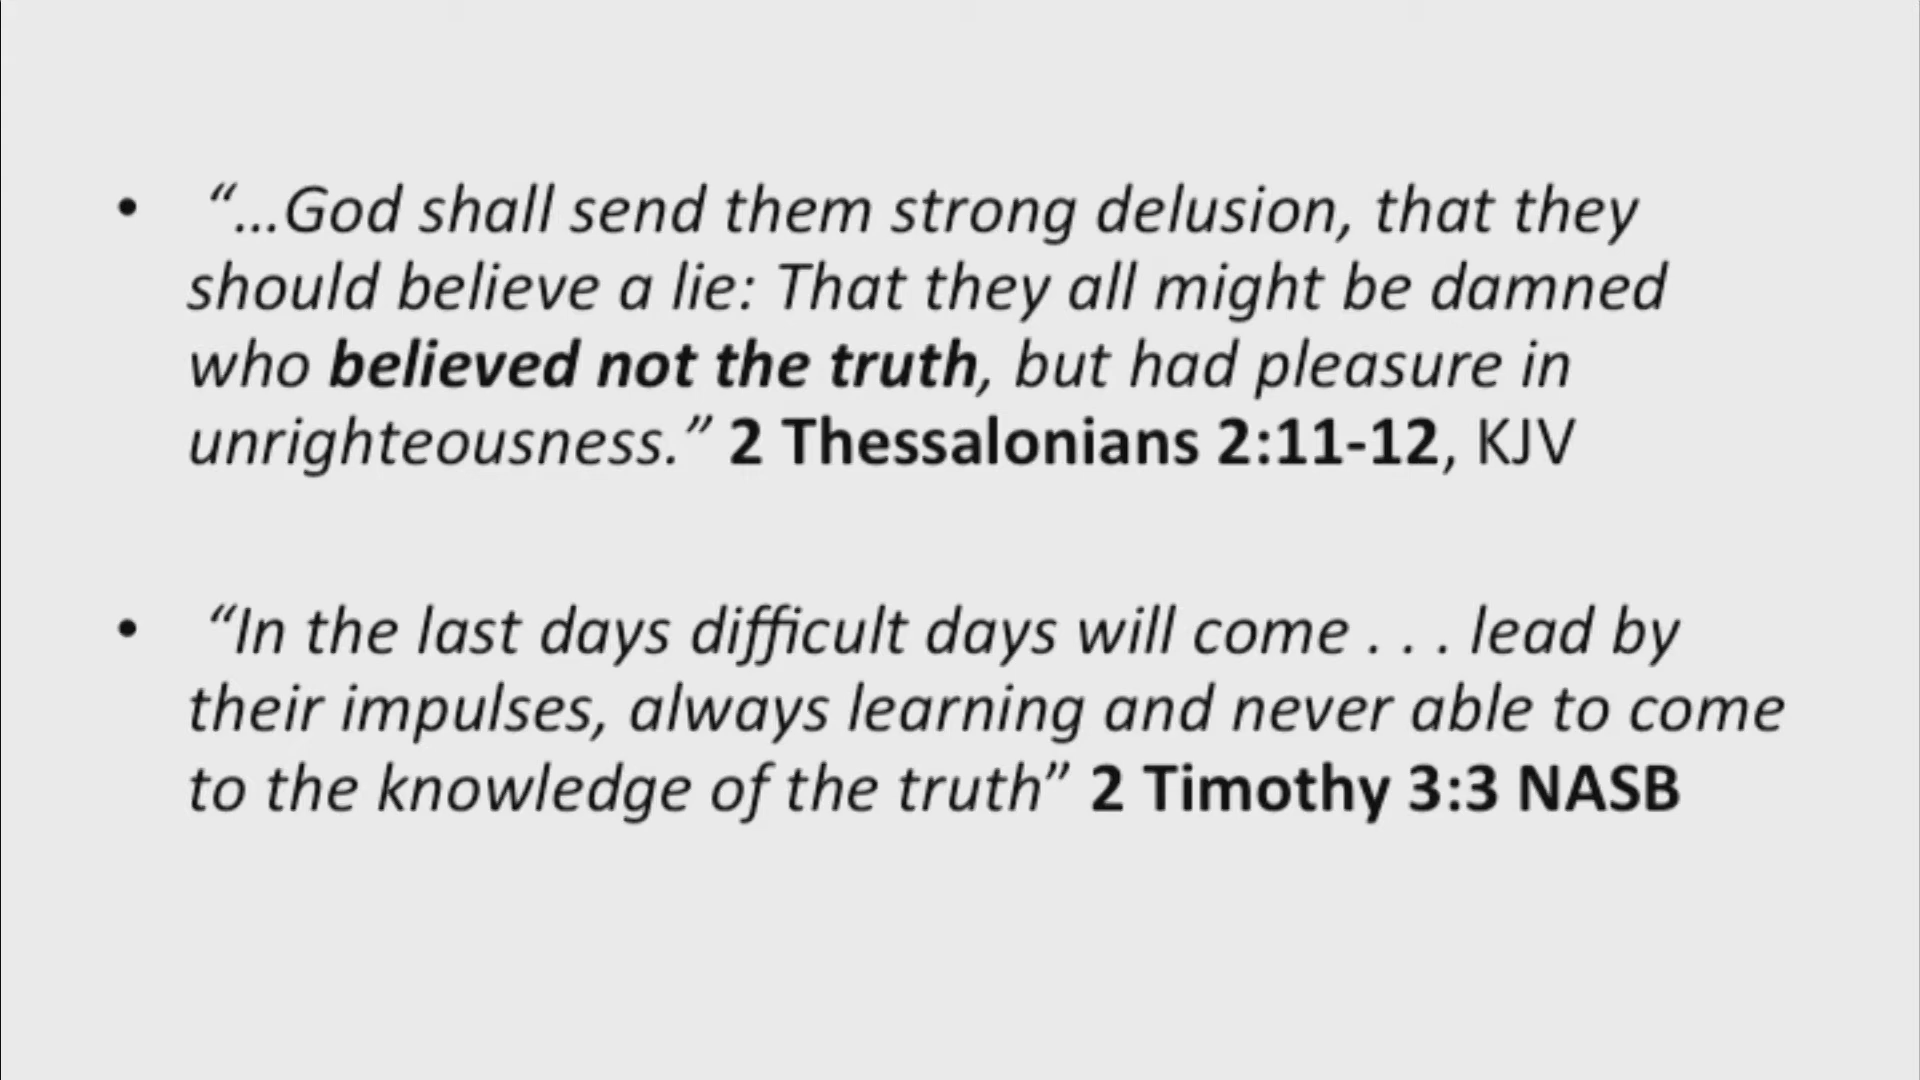 • “...God shall send them strong delusion, that they
should believe a lie: That they all might be damned
who believed not the truth, but had pleasure in
unrighteousness.” 2 Thessalonians 2:11-12, KJV
• “In the last days difficult days will come . . . lead by
their impulses, always learning and never able to come
to the knowledge of the truth” 2 Timothy 3:3 NASB